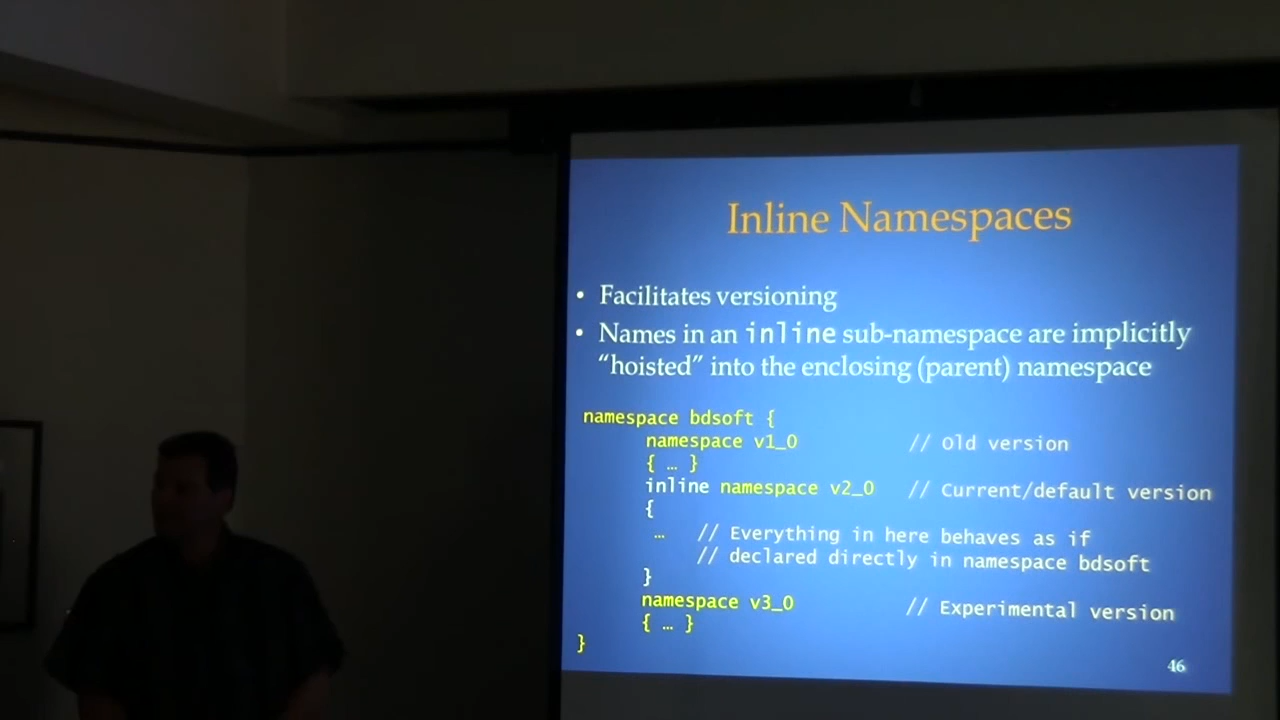 Inline Namespaces
• Facilitates versioning
• Names in an inline sub-namespace are implicitly
“hoisted” into the enclosing (parent) namespace
namespace bdsoft {
namespace v1_0 // Old version
{ … }
inline namespace v2_0 // Current/default version
{
… // Everything in here behaves as if
// declared directly in namespace bdsoft
}
namespace v3_0 // Experimental version
{ … }
}
46